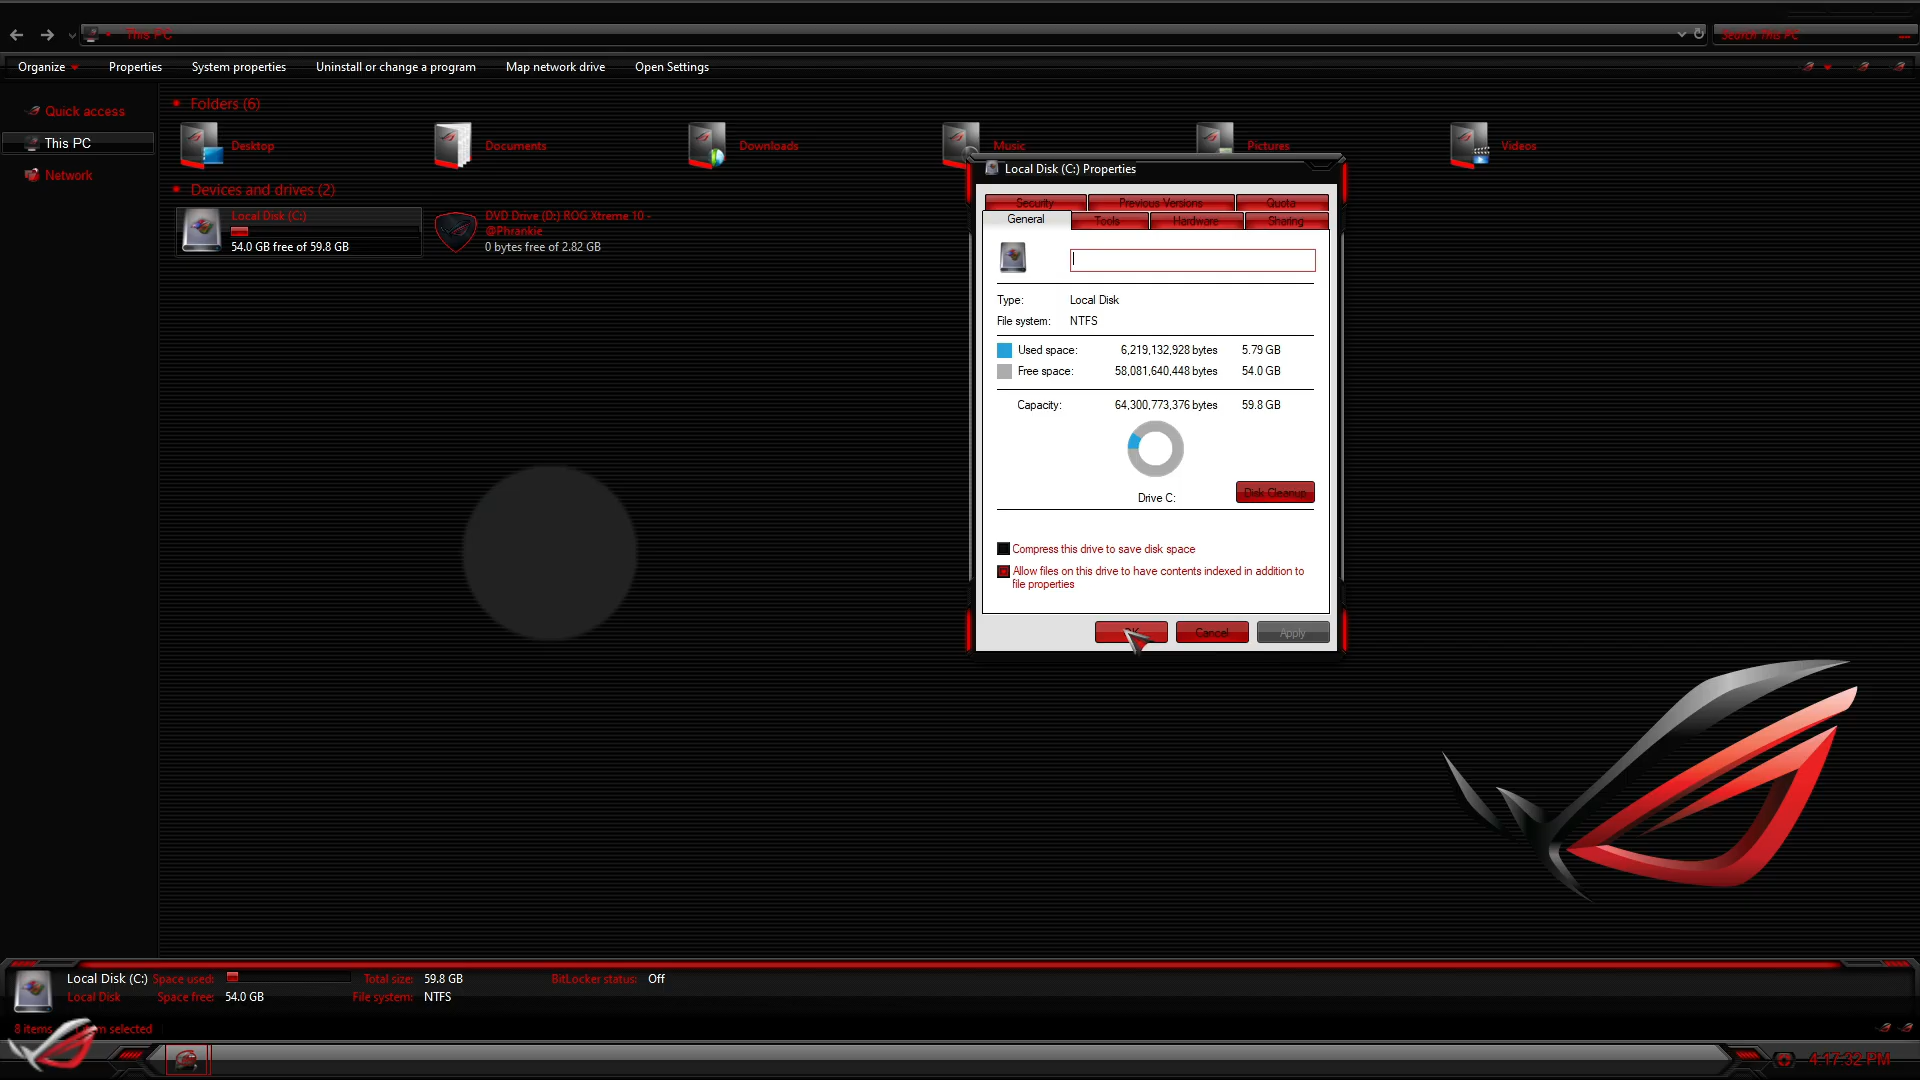 This PC
Search This PC
Organize
Properties
System properties
Uninstall or change a program
Map network drive
Open Settings
Quick access
This PC
Network
Folders (6)
Desktop
Documents
Downloads
Music
Pictures
Videos
Devices and drives (2)
Local Disk (C:)
54.0 GB free of 59.8 GB
DVD Drive (D:) ROG Xtreme 10 -
@Phrankie
0 bytes free of 2.82 GB
Local Disk (C:) Properties
Security
Previous Versions
Quota
General
Tools
Hardware
Sharing
Type: Local Disk
File system: NTFS
Used space: 6,219,132,928 bytes 5.79 GB
Free space: 58,081,640,448 bytes 54.0 GB
Capacity: 64,300,773,376 bytes 59.8 GB
Drive C:
Disk Cleanup
Compress this drive to save disk space
Allow files on this drive to have contents indexed in addition to
file properties
OK
Cancel
Apply
Local Disk (C:) Space used: Total size: 59.8 GB BitLocker status: Off
Local Disk Space free: 54.0 GB File system: NTFS
8 items selected
4:17:32 PM